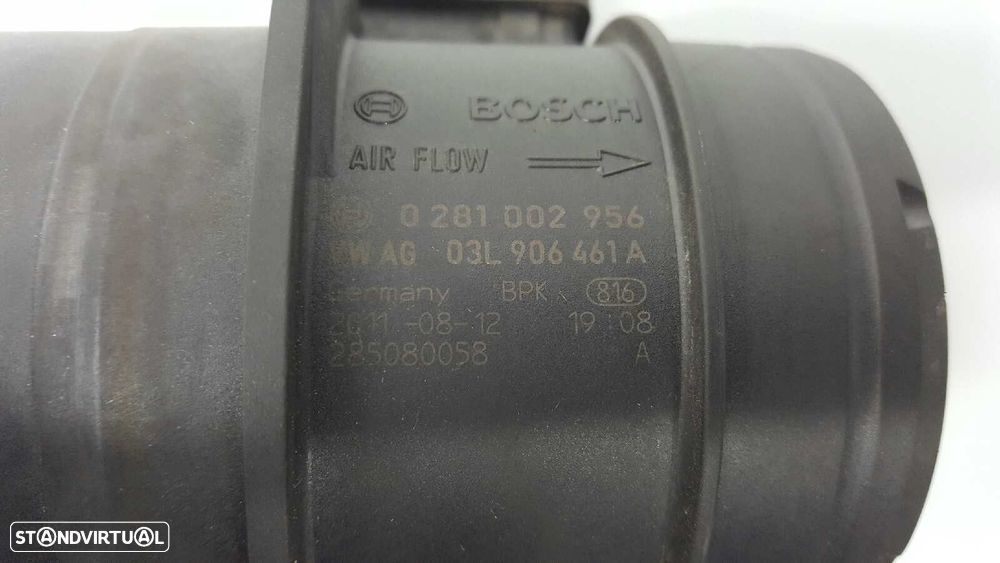 BOSCH
AIR FLOW
0 281 002 956
VW AG 03L 906 461 A
Germany BPK 816
2011-08-12 19:08
285080058 A
STANDVIRTUAL